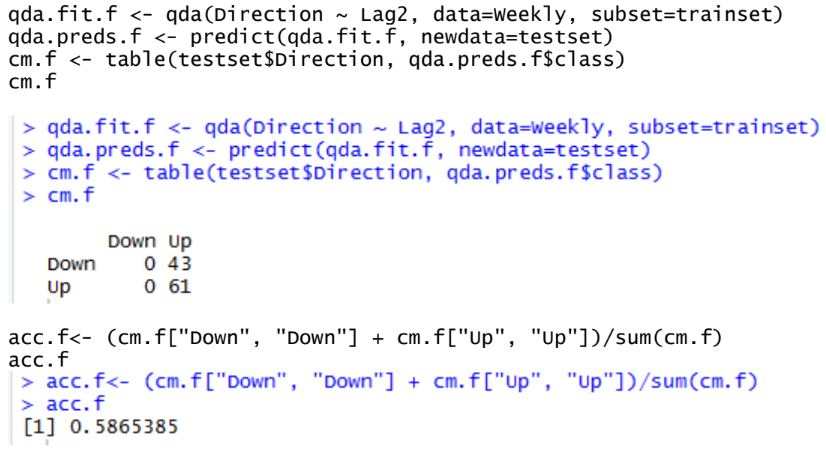 qda.fit.f <- qda(Direction ~ Lag2, data=Weekly, subset=trainset)
qda.preds.f <- predict(qda.fit.f, newdata=testset)
cm.f <- table(testset$Direction, qda.preds.f$class)
cm.f
> qda.fit.f <- qda(Direction ~ Lag2, data=Weekly, subset=trainset)
> qda.preds.f <- predict(qda.fit.f, newdata=testset)
> cm.f <- table(testset$Direction, qda.preds.f$class)
> cm.f
Down Up
Down 0 43
Up 0 61
acc.f<- (cm.f["Down", "Down"] + cm.f["Up", "Up"])/sum(cm.f)
acc.f
> acc.f<- (cm.f["Down", "Down"] + cm.f["Up", "Up"])/sum(cm.f)
> acc.f
[1] 0.5865385